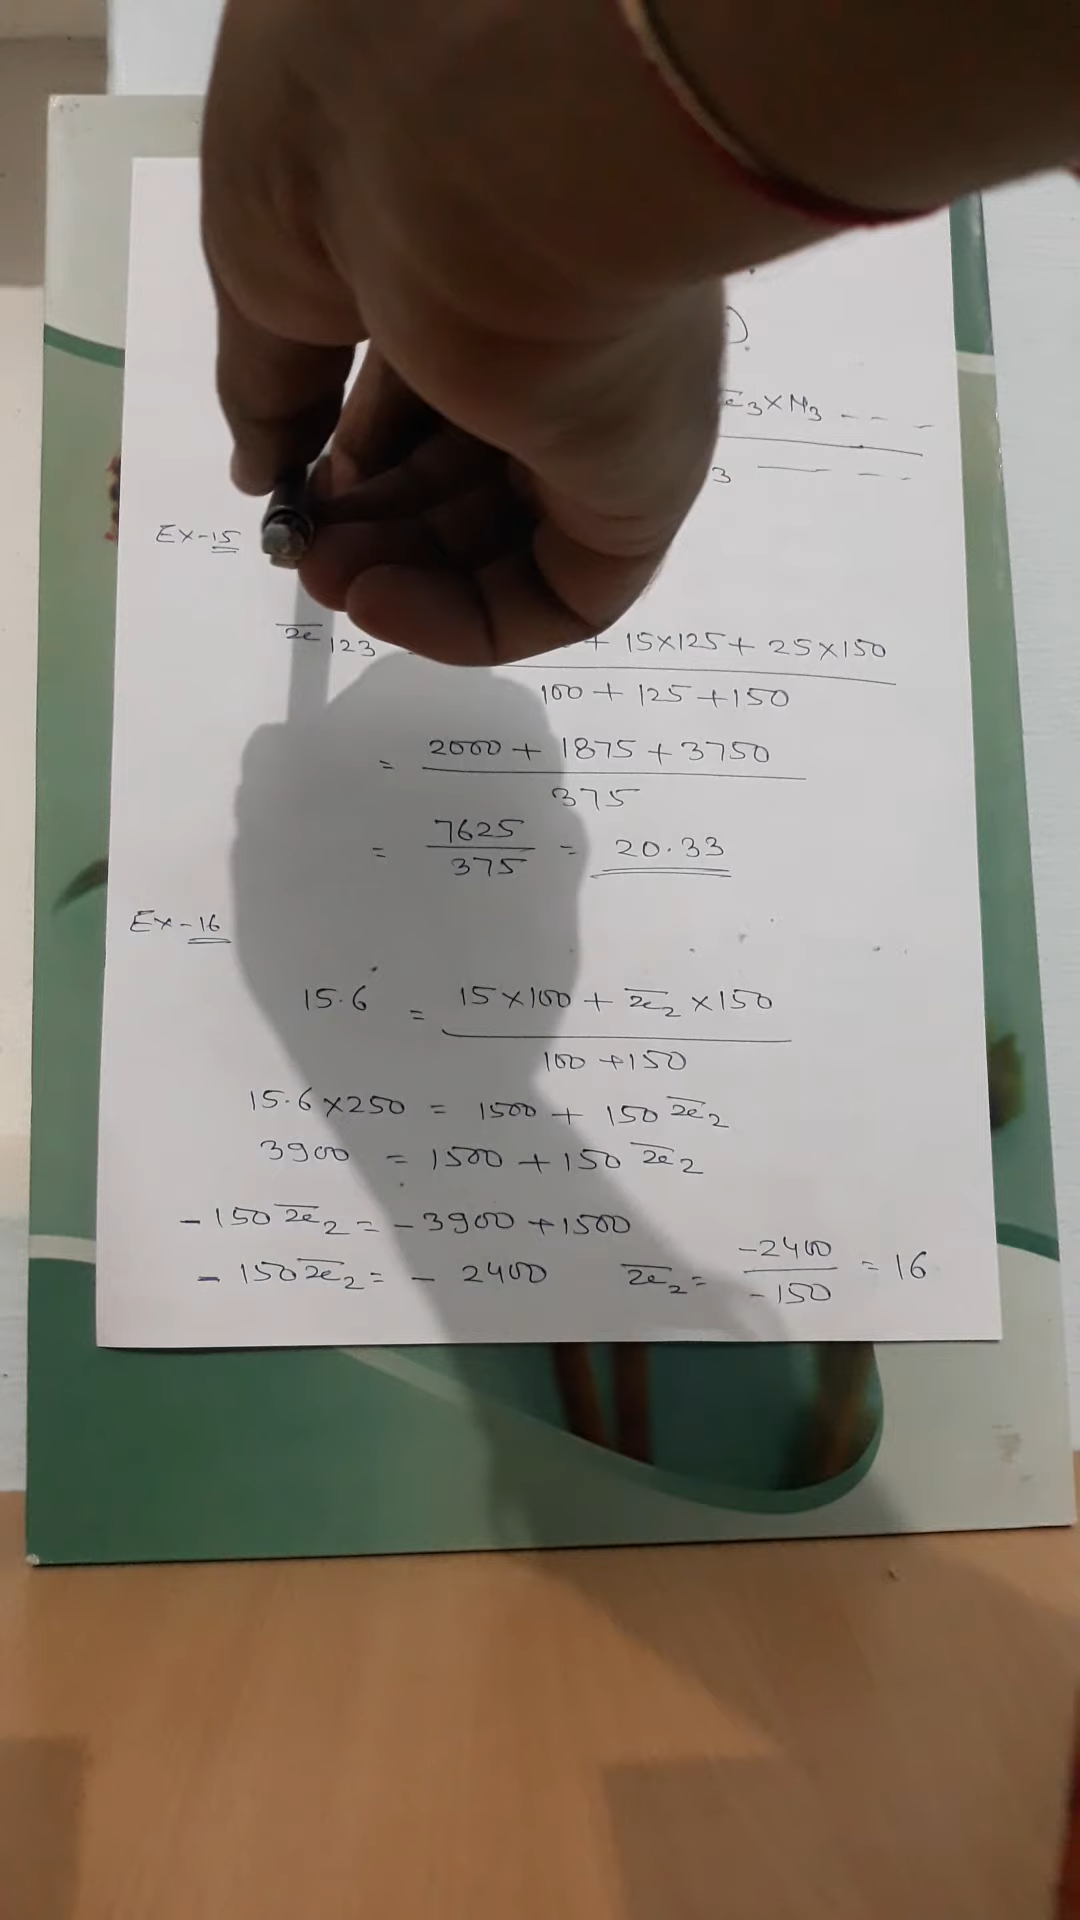 x̄3×N3 - - -
3 — - -
Ex-15
x̄123 + 15×125 + 25×150
100 + 125 + 150
= 2000 + 1875 + 3750
375
= 7625 / 375 = 20.33
Ex-16
15.6 = 15×100 + x̄2 ×150
100 + 150
15.6×250 = 1500 + 150 x̄2
3900 = 1500 + 150 x̄2
- 150 x̄2 = - 3900 + 1500
- 150 x̄2 = - 2400 x̄2 = -2400 / -150 = 16